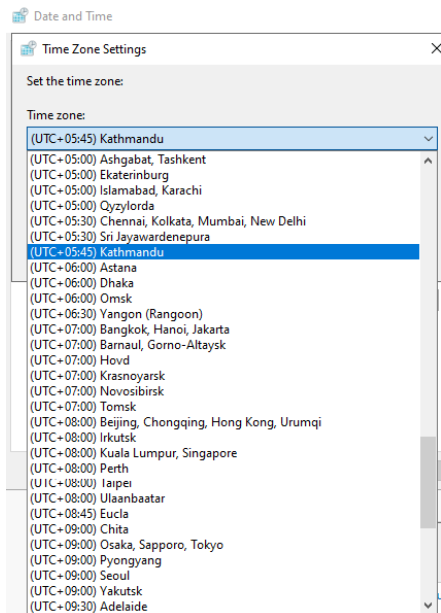 Date and Time
Time Zone Settings
Set the time zone:
Time zone:
(UTC+05:45) Kathmandu
(UTC+05:00) Ashgabat, Tashkent
(UTC+05:00) Ekaterinburg
(UTC+05:00) Islamabad, Karachi
(UTC+05:00) Qyzylorda
(UTC+05:30) Chennai, Kolkata, Mumbai, New Delhi
(UTC+05:30) Sri Jayawardenepura
(UTC+05:45) Kathmandu
(UTC+06:00) Astana
(UTC+06:00) Dhaka
(UTC+06:00) Omsk
(UTC+06:30) Yangon (Rangoon)
(UTC+07:00) Bangkok, Hanoi, Jakarta
(UTC+07:00) Barnaul, Gorno-Altaysk
(UTC+07:00) Hovd
(UTC+07:00) Krasnoyarsk
(UTC+07:00) Novosibirsk
(UTC+07:00) Tomsk
(UTC+08:00) Beijing, Chongqing, Hong Kong, Urumqi
(UTC+08:00) Irkutsk
(UTC+08:00) Kuala Lumpur, Singapore
(UTC+08:00) Perth
(UTC+08:00) Taipei
(UTC+08:00) Ulaanbaatar
(UTC+08:45) Eucla
(UTC+09:00) Chita
(UTC+09:00) Osaka, Sapporo, Tokyo
(UTC+09:00) Pyongyang
(UTC+09:00) Seoul
(UTC+09:00) Yakutsk
(UTC+09:30) Adelaide